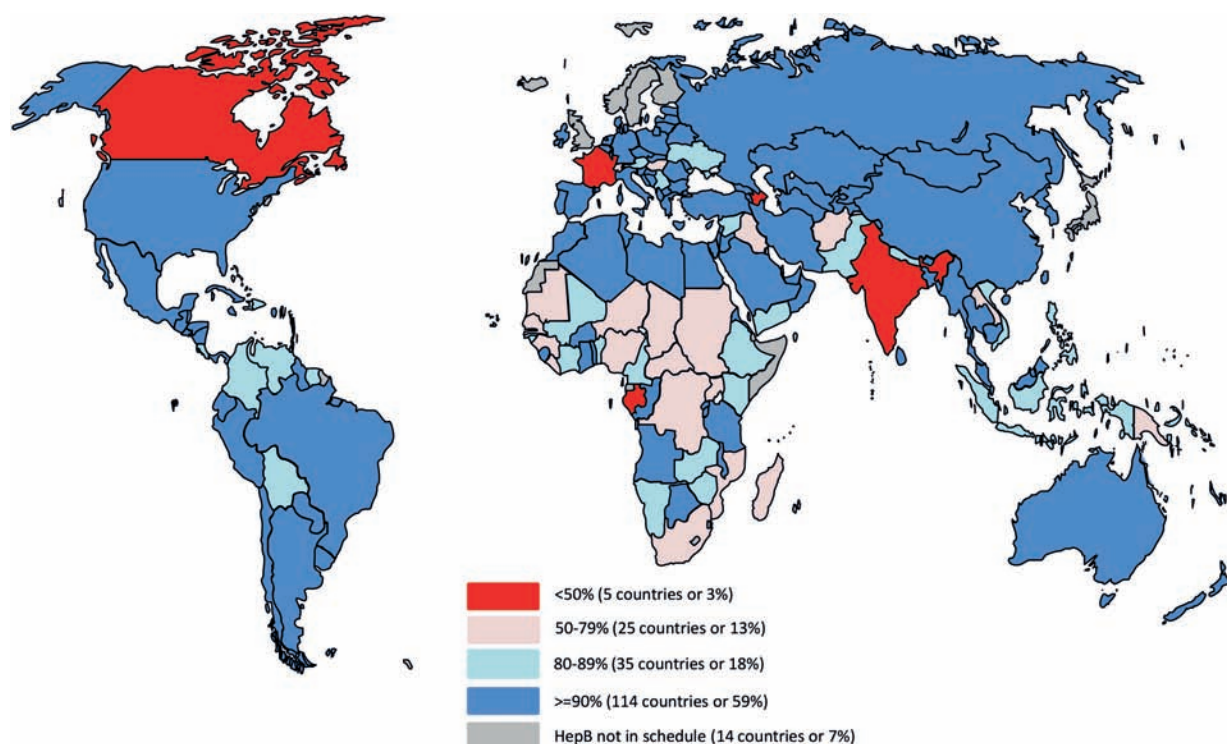 <50% (5 countries or 3%)
50-79% (25 countries or 13%)
80-89% (35 countries or 18%)
>=90% (114 countries or 59%)
HepB not in schedule (14 countries or 7%)